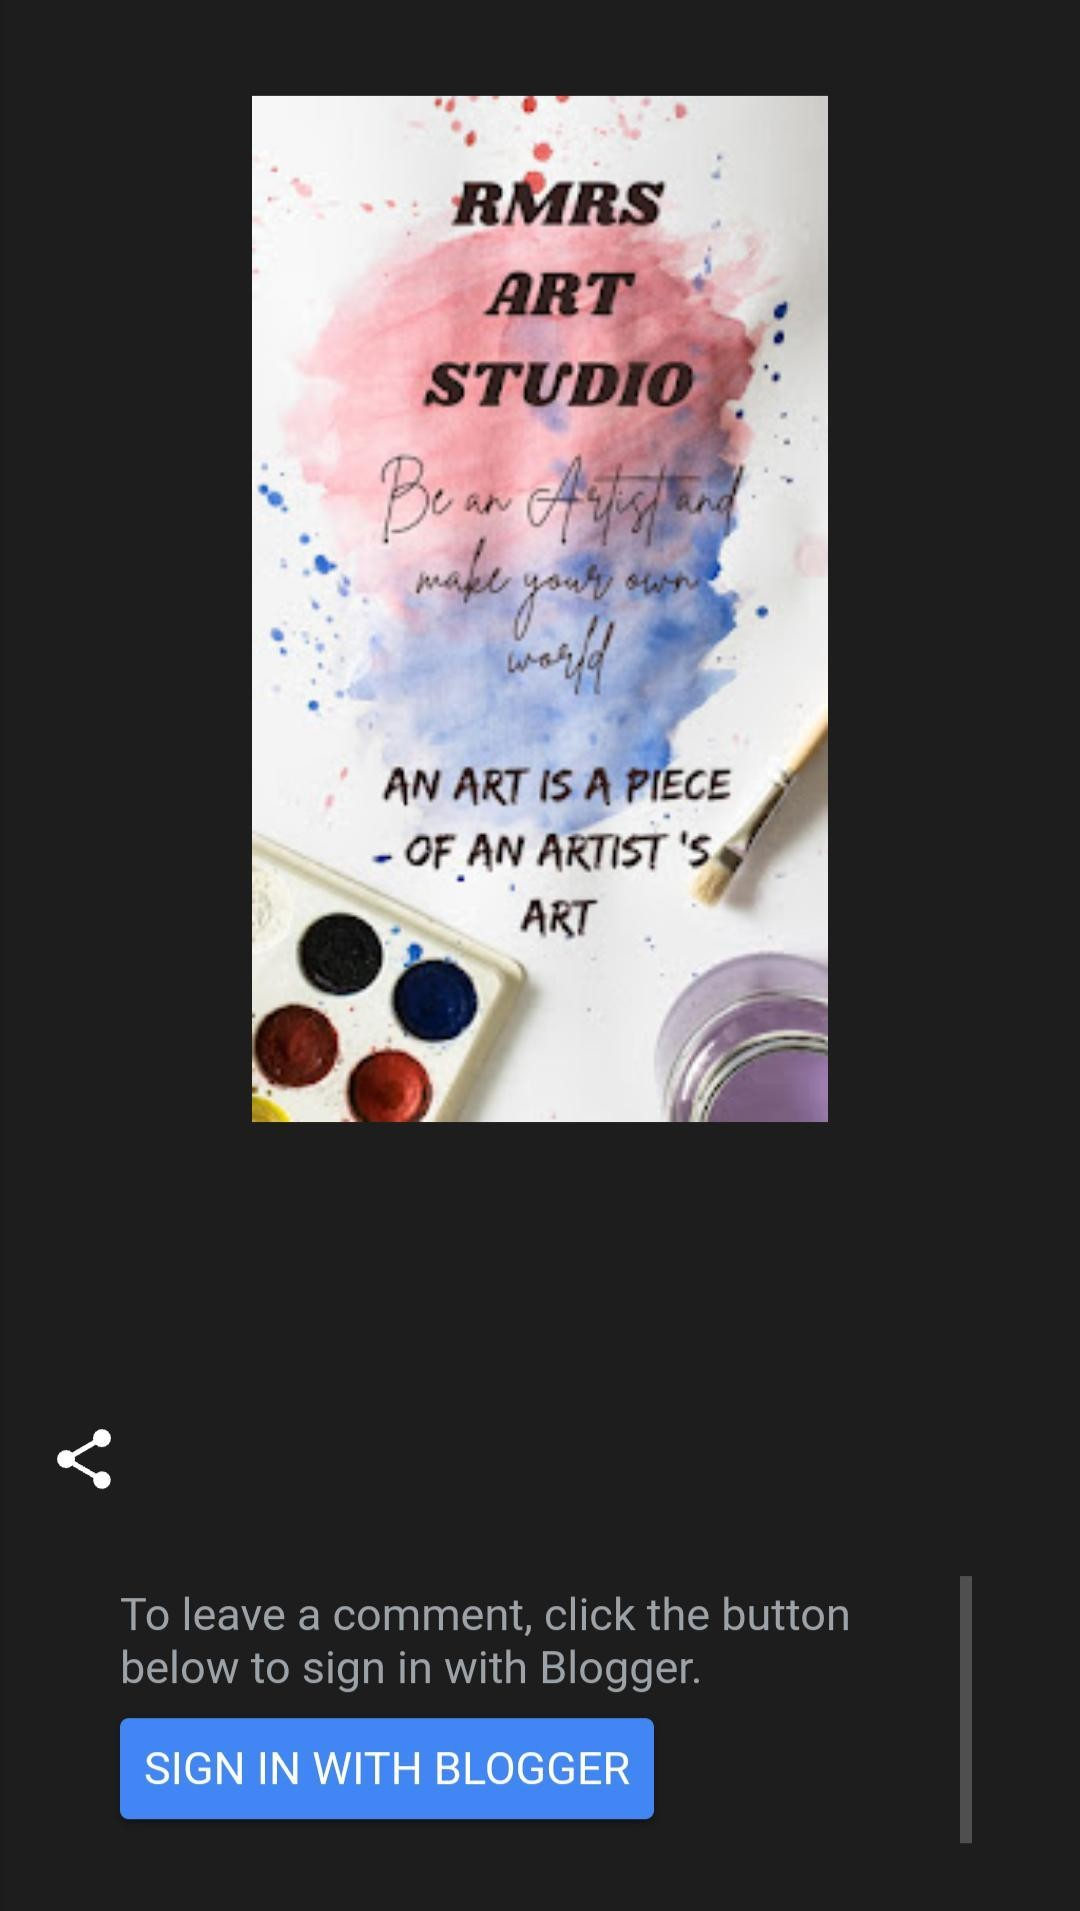 RMRS
ART
STUDIO
Be an Artist and
make your own
world
AN ART IS A PIECE
OF AN ARTIST 'S
ART
To leave a comment, click the button
below to sign in with Blogger.
SIGN IN WITH BLOGGER